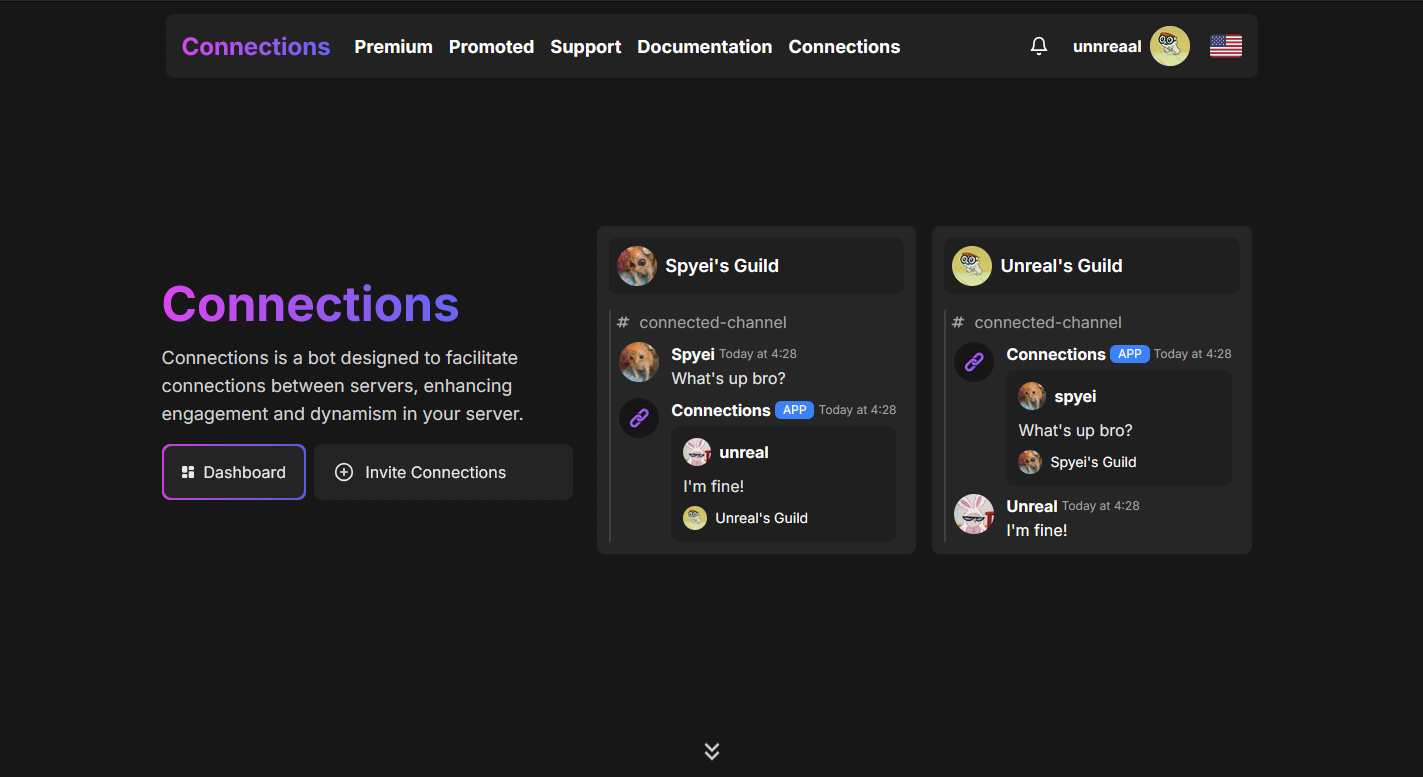 Connections Premium Promoted Support Documentation Connections unnreaal
Connections
Connections is a bot designed to facilitate
connections between servers, enhancing
engagement and dynamism in your server.
Dashboard
Invite Connections
Spyei's Guild
# connected-channel
Spyei Today at 4:28
What's up bro?
Connections APP Today at 4:28
unreal
I'm fine!
Unreal's Guild
Unreal's Guild
# connected-channel
Connections APP Today at 4:28
spyei
What's up bro?
Spyei's Guild
Unreal Today at 4:28
I'm fine!